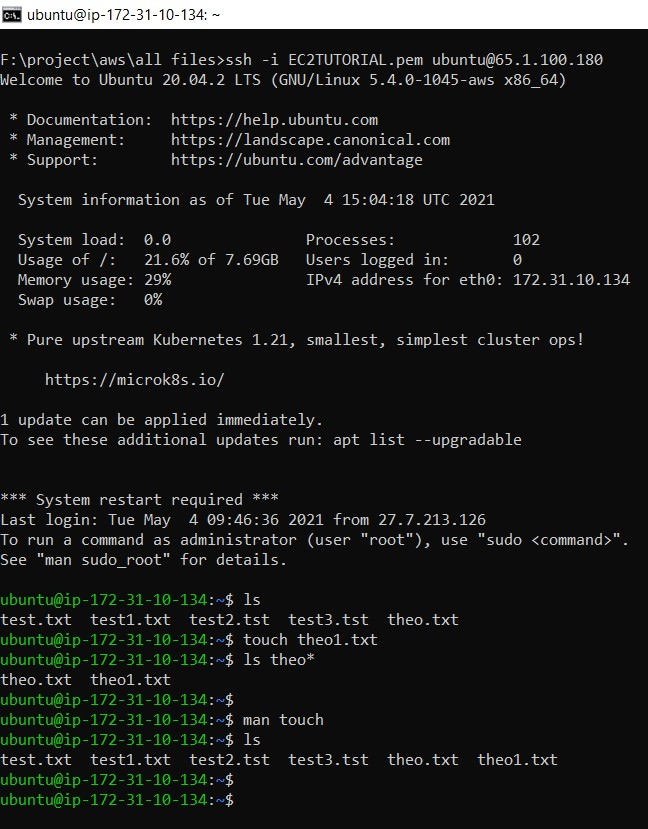 ubuntu@ip-172-31-10-134: ~
F:\project\aws\all files>ssh -i EC2TUTORIAL.pem ubuntu@65.1.100.180
Welcome to Ubuntu 20.04.2 LTS (GNU/Linux 5.4.0-1045-aws x86_64)
* Documentation:  https://help.ubuntu.com
* Management:     https://landscape.canonical.com
* Support:        https://ubuntu.com/advantage
System information as of Tue May  4 15:04:18 UTC 2021
System load:  0.0               Processes:             102
Usage of /:   21.6% of 7.69GB   Users logged in:       0
Memory usage: 29%               IPv4 address for eth0: 172.31.10.134
Swap usage:   0%
* Pure upstream Kubernetes 1.21, smallest, simplest cluster ops!
https://microk8s.io/
1 update can be applied immediately.
To see these additional updates run: apt list --upgradable
*** System restart required ***
Last login: Tue May  4 09:46:36 2021 from 27.7.213.126
To run a command as administrator (user "root"), use "sudo <command>".
See "man sudo_root" for details.
ubuntu@ip-172-31-10-134:~$ ls
test.txt  test1.txt  test2.tst  test3.tst  theo.txt
ubuntu@ip-172-31-10-134:~$ touch theo1.txt
ubuntu@ip-172-31-10-134:~$ ls theo*
theo.txt  theo1.txt
ubuntu@ip-172-31-10-134:~$
ubuntu@ip-172-31-10-134:~$ man touch
ubuntu@ip-172-31-10-134:~$ ls
test.txt  test1.txt  test2.tst  test3.tst  theo.txt  theo1.txt
ubuntu@ip-172-31-10-134:~$
ubuntu@ip-172-31-10-134:~$